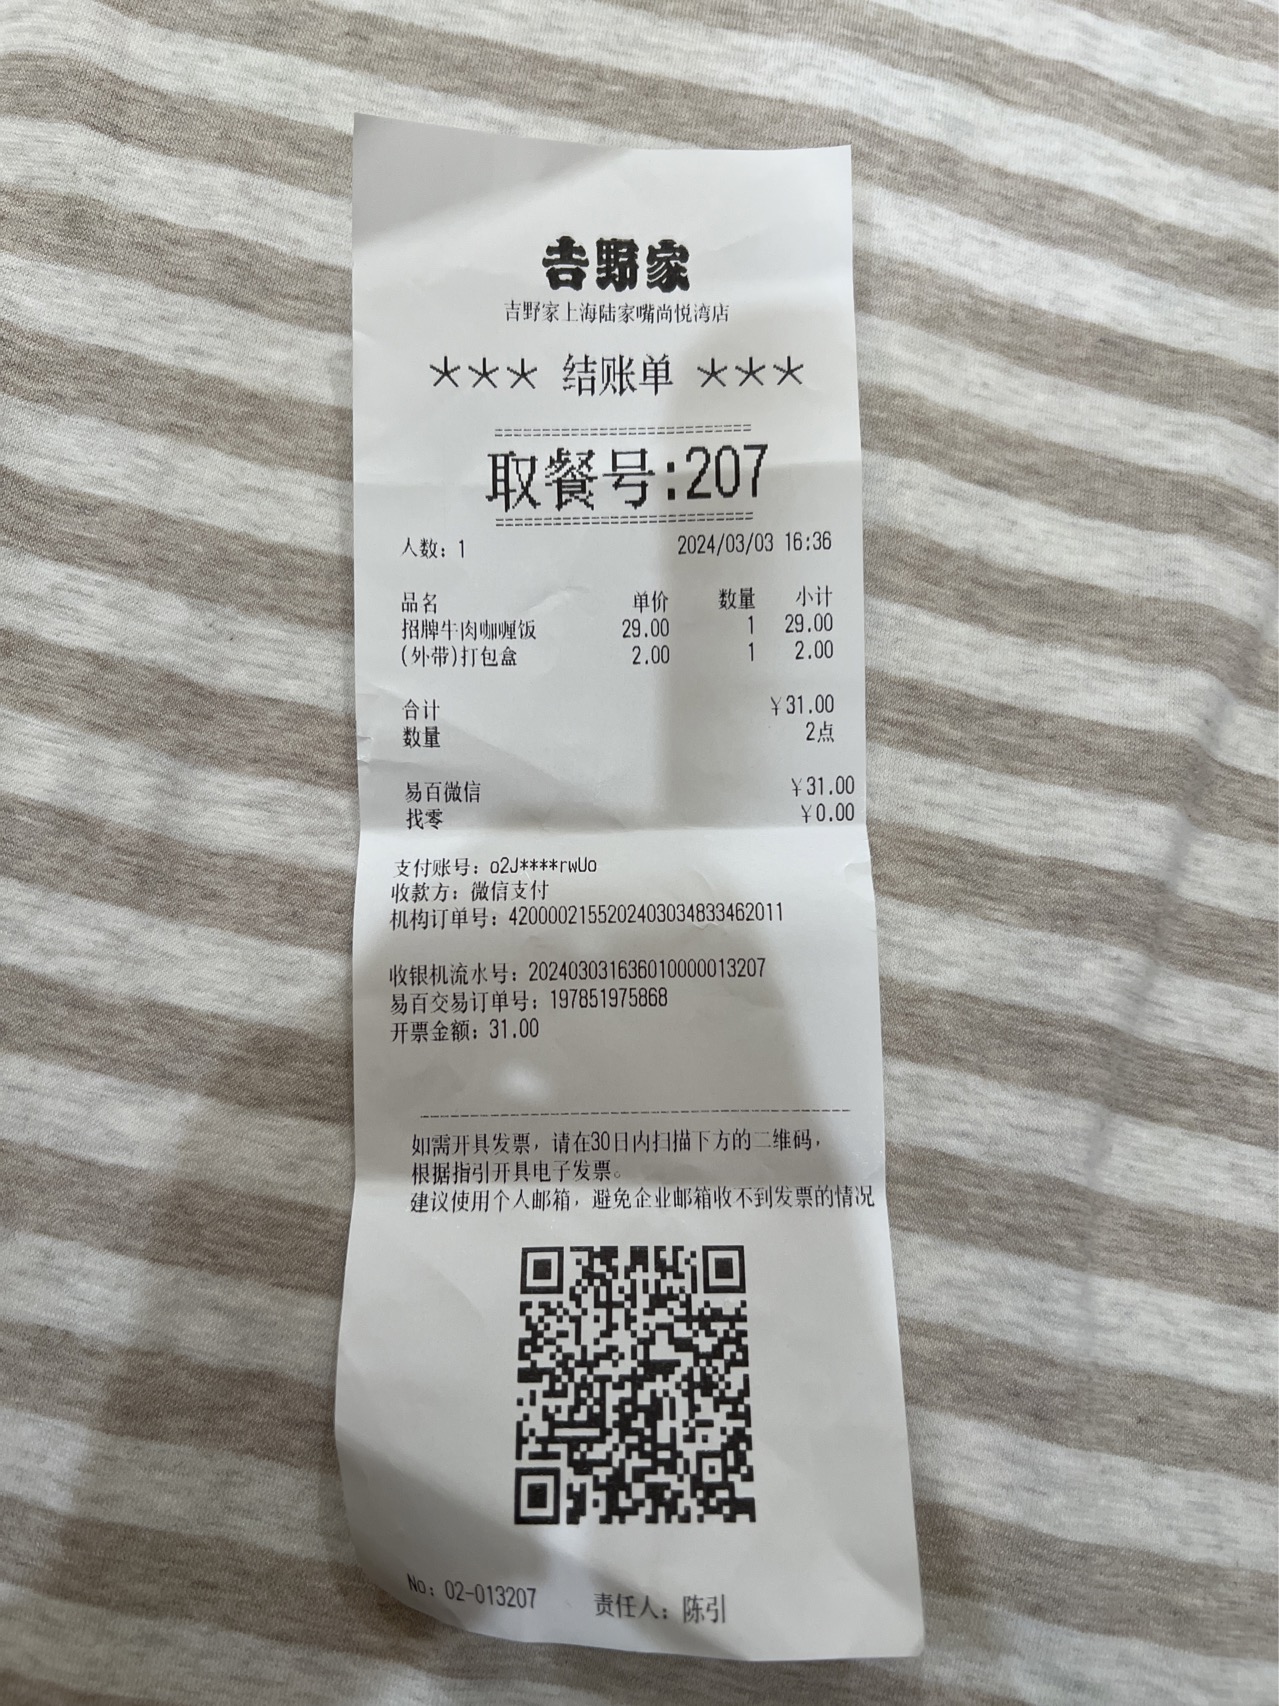 吉野家
吉野家上海陆家嘴尚悦湾店
*** 结账单 ***
==========================
取餐号:207
==========================
人数: 1 2024/03/03 16:36
品名 单价 数量 小计
招牌牛肉咖喱饭 29.00 1 29.00
(外带)打包盒 2.00 1 2.00
合计 ¥31.00
数量 2点
易百微信 ¥31.00
找零 ¥0.00
支付账号: o2J****rwUo
收款方: 微信支付
机构订单号: 4200002155202403034833462011
收银机流水号: 202403031636010000013207
易百交易订单号: 197851975868
开票金额: 31.00
如需开具发票, 请在30日内扫描下方的二维码,
根据指引开具电子发票。
建议使用个人邮箱, 避免企业邮箱收不到发票的情况
No: 02-013207 责任人: 陈引